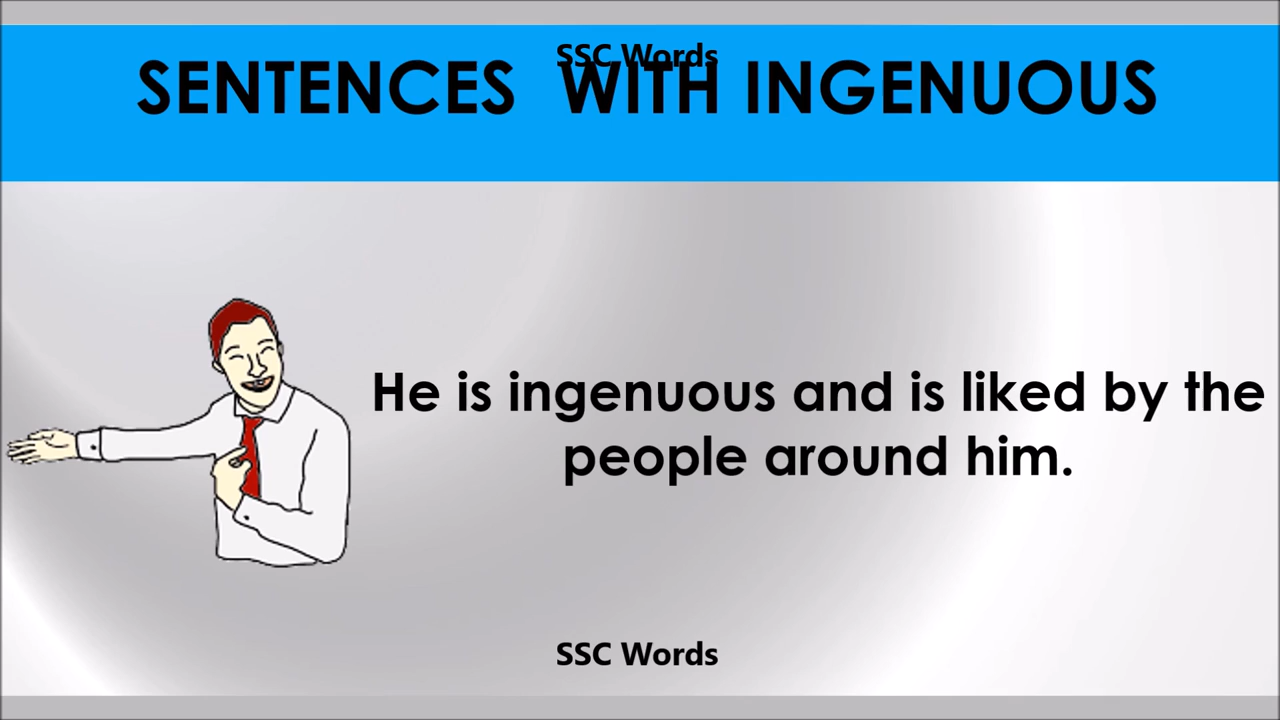 SSC Words
SENTENCES WITH INGENUOUS
He is ingenuous and is liked by the
people around him.
SSC Words